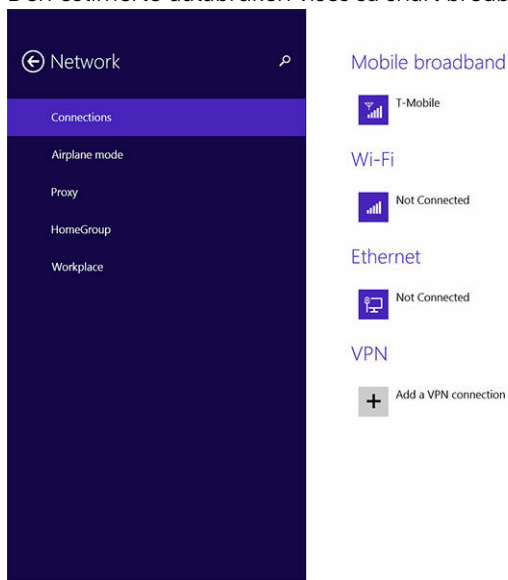 Network
Connections
Airplane mode
Proxy
HomeGroup
Workplace
Mobile broadband
T-Mobile
Wi-Fi
Not Connected
Ethernet
Not Connected
VPN
Add a VPN connection